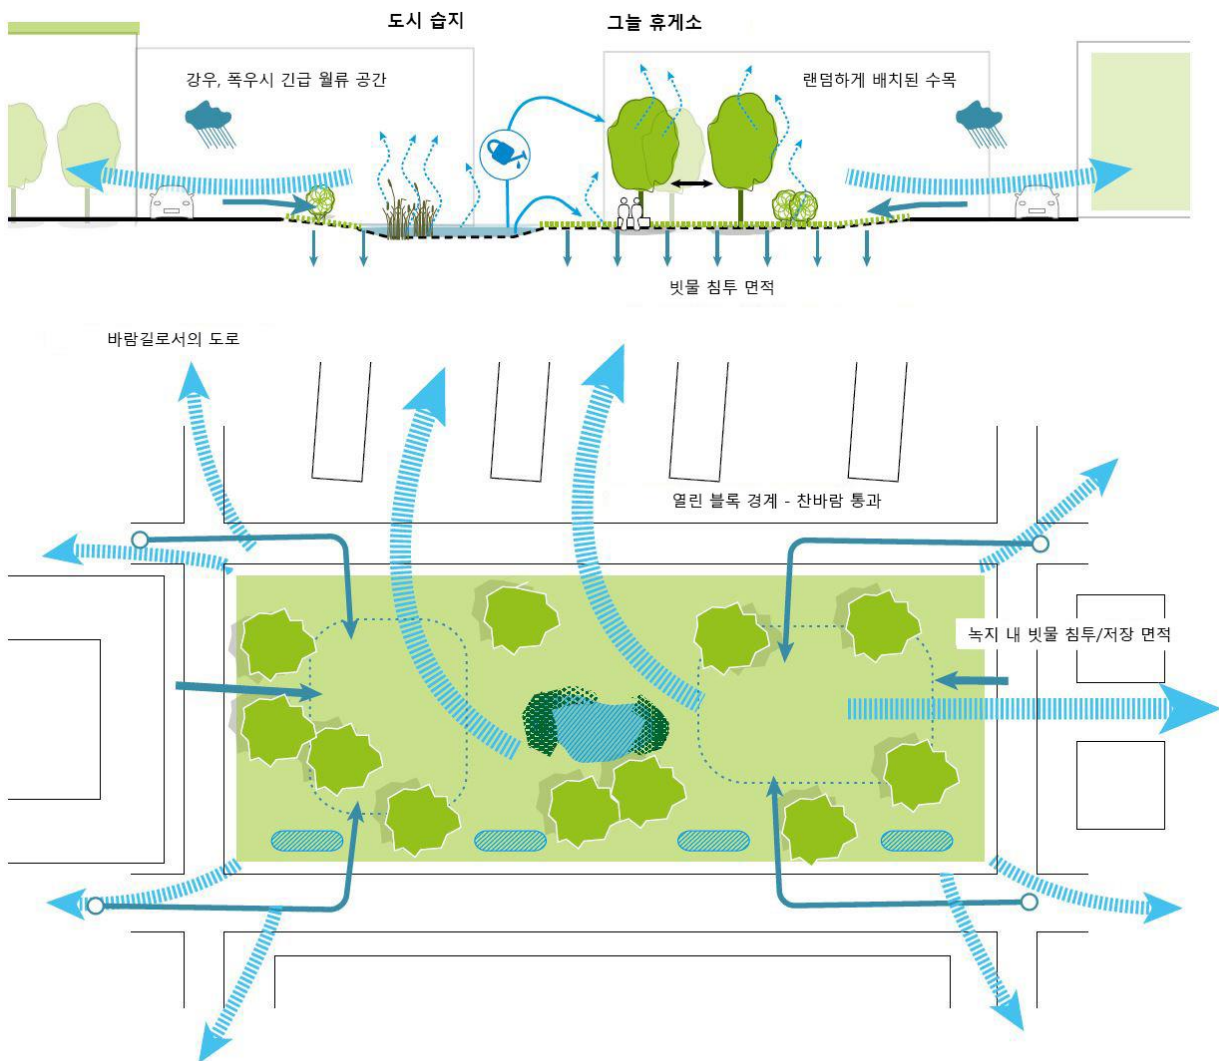 도시 습지
그늘 휴게소
강우, 폭우시 긴급 월류 공간
랜덤하게 배치된 수목
빗물 침투 면적
바람길로서의 도로
열린 블록 경계 - 찬바람 통과
녹지 내 빗물 침투/저장 면적